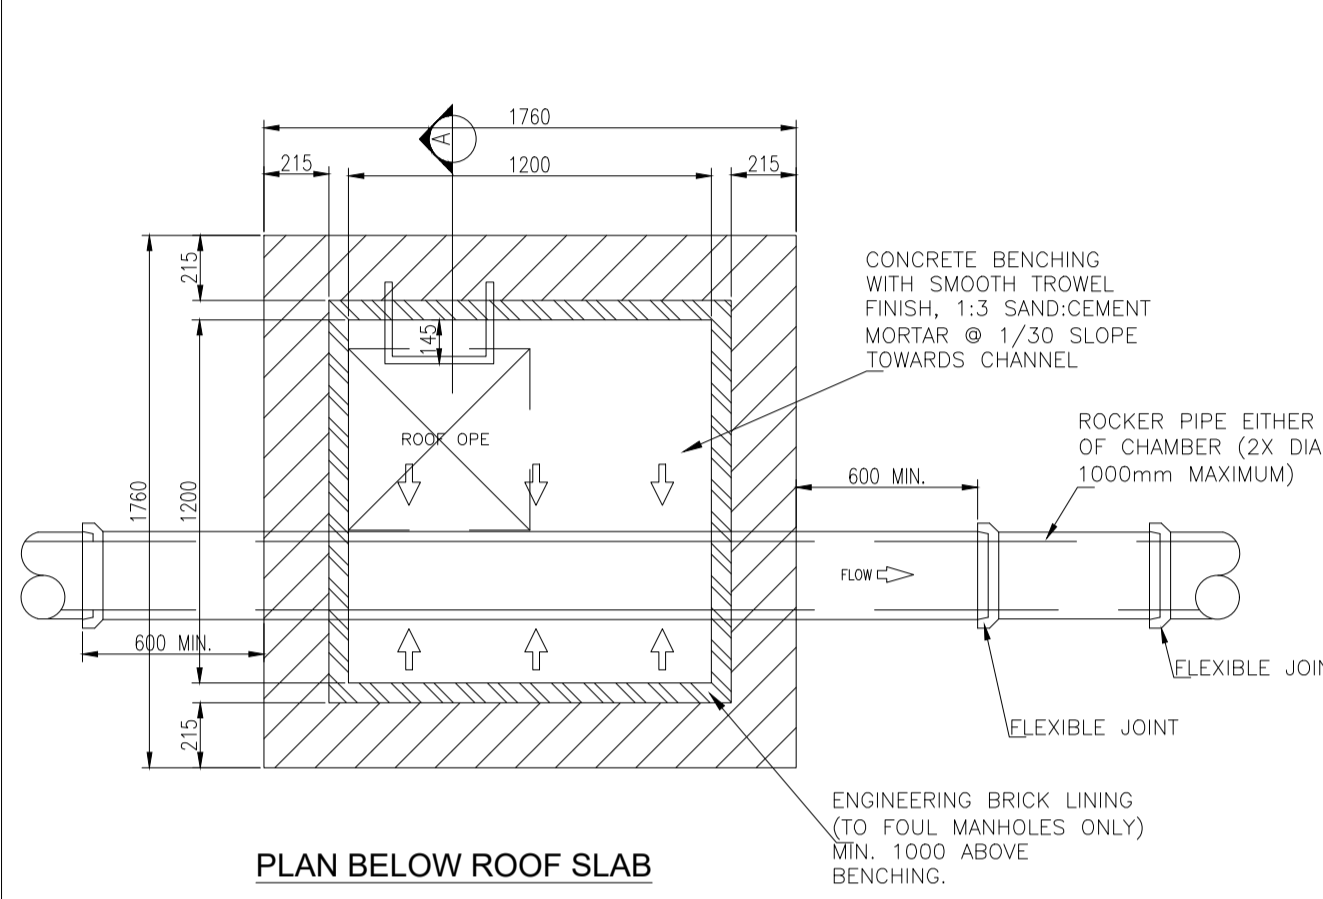 1760
A
215
1200
215
215
145
CONCRETE BENCHING
WITH SMOOTH TROWEL
FINISH, 1:3 SAND:CEMENT
MORTAR @ 1/30 SLOPE
TOWARDS CHANNEL
ROOF OPE
ROCKER PIPE EITHER
OF CHAMBER (2X DIA
1000mm MAXIMUM)
600 MIN.
1760
1200
FLOW
600 MIN.
FLEXIBLE JOIN
215
FLEXIBLE JOINT
ENGINEERING BRICK LINING
(TO FOUL MANHOLES ONLY)
MIN. 1000 ABOVE
BENCHING.
PLAN BELOW ROOF SLAB